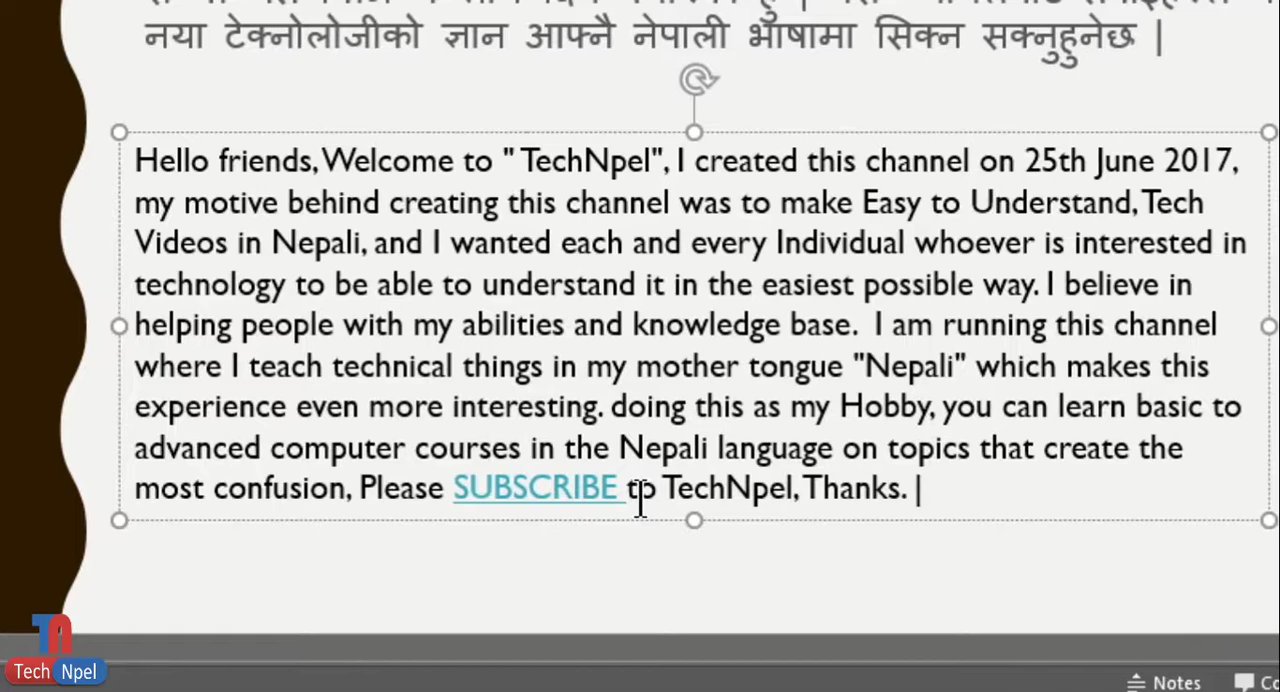 नया टेक्नोलोजीको ज्ञान आफ्नै नेपाली भाषामा सिक्न सक्नुहुनेछ |
Hello friends, Welcome to " TechNpel", I created this channel on 25th June 2017,
my motive behind creating this channel was to make Easy to Understand, Tech
Videos in Nepali, and I wanted each and every Individual whoever is interested in
technology to be able to understand it in the easiest possible way. I believe in
helping people with my abilities and knowledge base.  I am running this channel
where I teach technical things in my mother tongue "Nepali" which makes this
experience even more interesting. doing this as my Hobby, you can learn basic to
advanced computer courses in the Nepali language on topics that create the
most confusion, Please SUBSCRIBE to TechNpel, Thanks.
Tech Npel
Notes